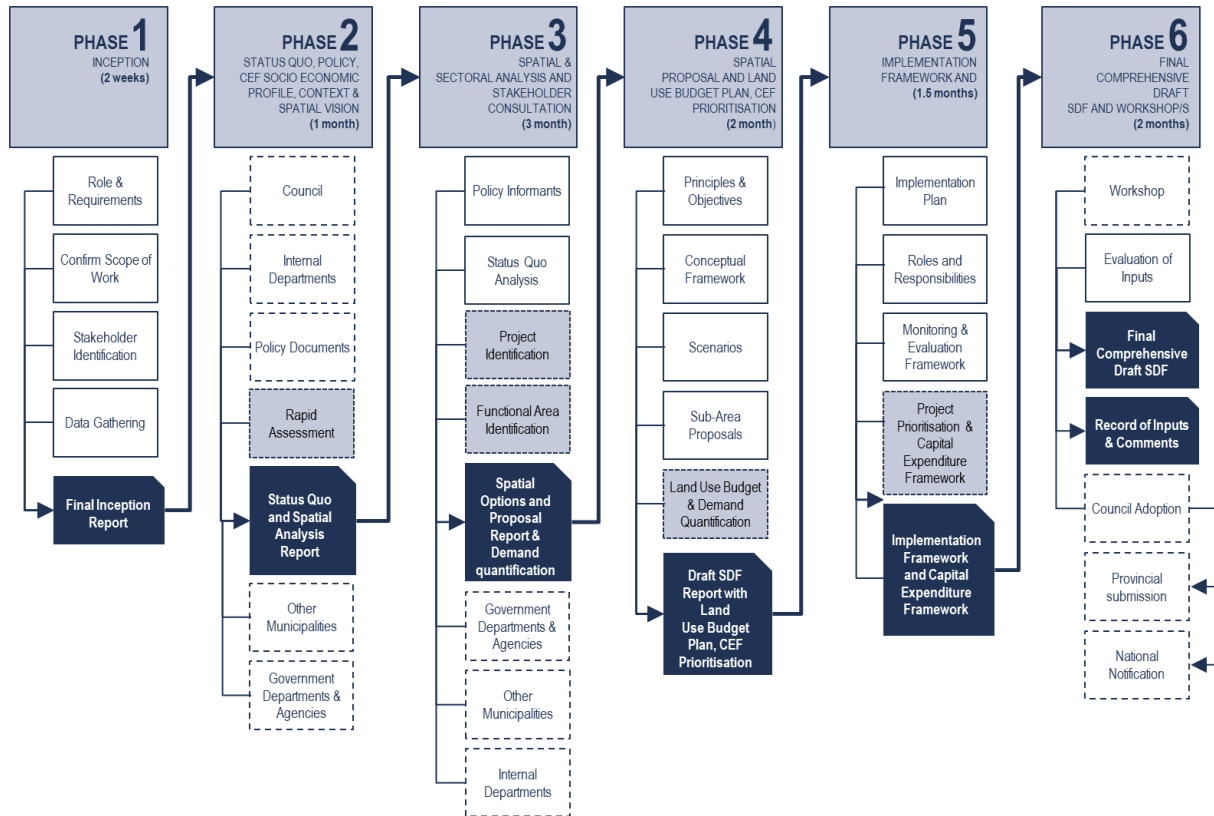 PHASE 1
INCEPTION
(2 weeks)
Role &
Requirements
Confirm Scope of
Work
Stakeholder
Identification
Data Gathering
Final Inception
Report
PHASE 2
STATUS QUO, POLICY,
CEF SOCIO ECONOMIC
PROFILE, CONTEXT &
SPATIAL VISION
(1 month)
Council
Internal
Departments
Policy Documents
Rapid
Assessment
Status Quo
and Spatial
Analysis
Report
Other
Municipalities
Government
Departments &
Agencies
PHASE 3
SPATIAL &
SECTORAL ANALYSIS AND
STAKEHOLDER
CONSULTATION
(3 month)
Policy Informants
Status Quo
Analysis
Project
Identification
Functional Area
Identification
Spatial
Options and
Proposal
Report &
Demand
quantification
Government
Departments &
Agencies
Other
Municipalities
Internal
Departments
PHASE 4
SPATIAL
PROPOSAL AND LAND
USE BUDGET PLAN, CEF
PRIORITISATION
(2 month)
Principles &
Objectives
Conceptual
Framework
Scenarios
Sub-Area
Proposals
Land Use Budget
& Demand
Quantification
Draft SDF
Report with
Land
Use Budget
Plan, CEF
Prioritisation
PHASE 5
IMPLEMENTATION
FRAMEWORK AND
(1.5 months)
Implementation
Plan
Roles and
Responsibilities
Monitoring &
Evaluation
Framework
Project
Prioritisation &
Capital
Expenditure
Framework
Implementation
Framework
and Capital
Expenditure
Framework
PHASE 6
FINAL
COMPREHENSIVE
DRAFT
SDF AND WORKSHOP/S
(2 months)
Workshop
Evaluation of
Inputs
Final
Comprehensive
Draft SDF
Record of Inputs
& Comments
Council Adoption
Provincial
submission
National
Notification